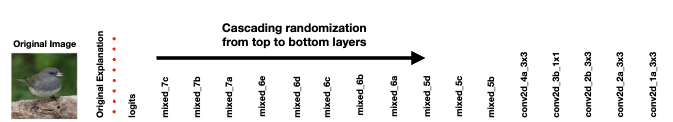 Cascading randomization
from top to bottom layers
Original Image
Original Explanation
logits
mixed_7c
mixed_7b
mixed_7a
mixed_6e
mixed_6d
mixed_6c
mixed_6b
mixed_6a
mixed_5d
mixed_5c
mixed_5b
conv2d_4a_3x3
conv2d_3b_1x1
conv2d_2b_3x3
conv2d_2a_3x3
conv2d_1a_3x3